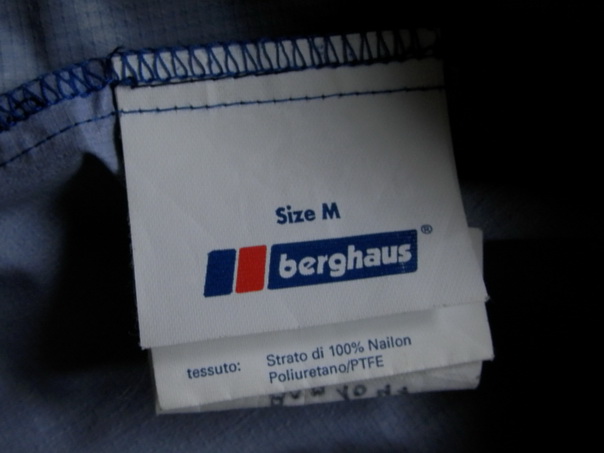 Size M
berghaus®
tessuto: Strato di 100% Nailon
Poliuretano/PTFE